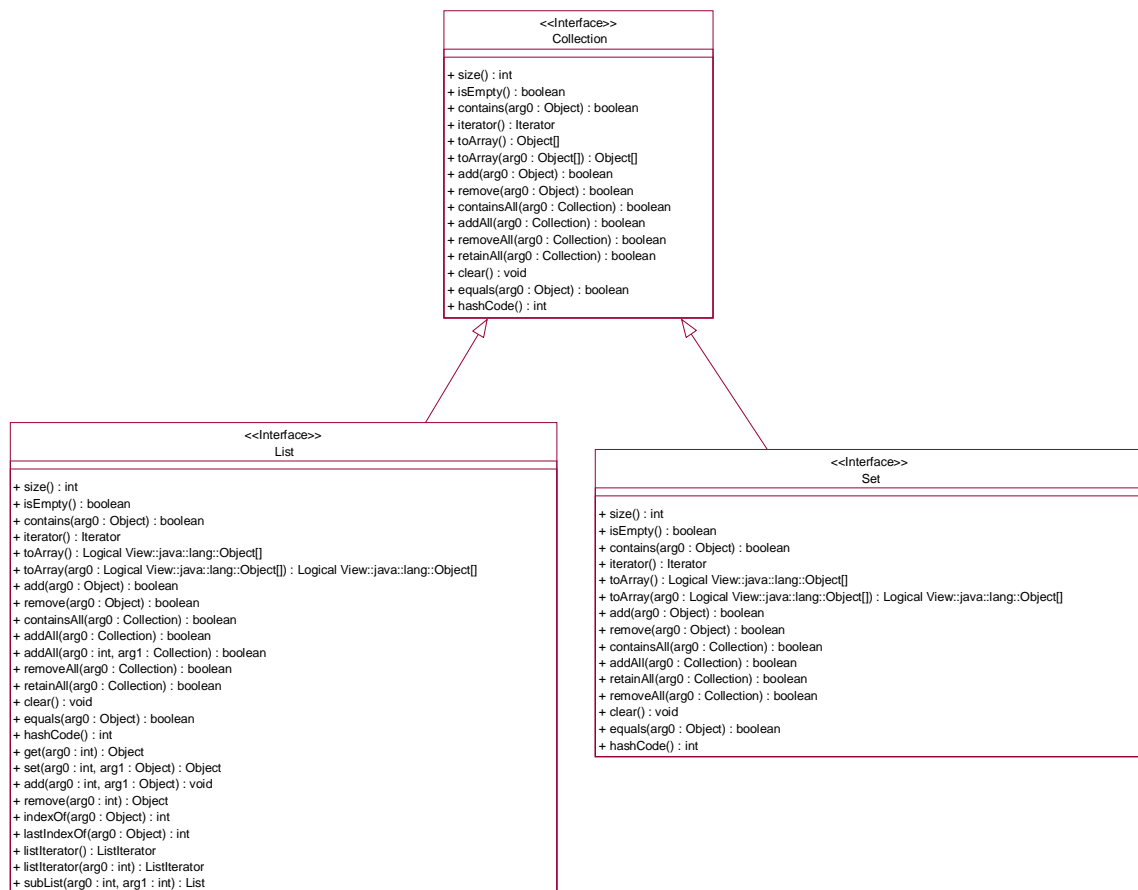 <<Interface>>
Collection
+ size() : int
+ isEmpty() : boolean
+ contains(arg0 : Object) : boolean
+ iterator() : Iterator
+ toArray() : Object[]
+ toArray(arg0 : Object[]) : Object[]
+ add(arg0 : Object) : boolean
+ remove(arg0 : Object) : boolean
+ containsAll(arg0 : Collection) : boolean
+ addAll(arg0 : Collection) : boolean
+ removeAll(arg0 : Collection) : boolean
+ retainAll(arg0 : Collection) : boolean
+ clear() : void
+ equals(arg0 : Object) : boolean
+ hashCode() : int
<<Interface>>
List
+ size() : int
+ isEmpty() : boolean
+ contains(arg0 : Object) : boolean
+ iterator() : Iterator
+ toArray() : Logical View::java::lang::Object[]
+ toArray(arg0 : Logical View::java::lang::Object[]) : Logical View::java::lang::Object[]
+ add(arg0 : Object) : boolean
+ remove(arg0 : Object) : boolean
+ containsAll(arg0 : Collection) : boolean
+ addAll(arg0 : Collection) : boolean
+ addAll(arg0 : int, arg1 : Collection) : boolean
+ removeAll(arg0 : Collection) : boolean
+ retainAll(arg0 : Collection) : boolean
+ clear() : void
+ equals(arg0 : Object) : boolean
+ hashCode() : int
+ get(arg0 : int) : Object
+ set(arg0 : int, arg1 : Object) : Object
+ add(arg0 : int, arg1 : Object) : void
+ remove(arg0 : int) : Object
+ indexOf(arg0 : Object) : int
+ lastIndexOf(arg0 : Object) : int
+ listIterator() : ListIterator
+ listIterator(arg0 : int) : ListIterator
+ subList(arg0 : int, arg1 : int) : List
<<Interface>>
Set
+ size() : int
+ isEmpty() : boolean
+ contains(arg0 : Object) : boolean
+ iterator() : Iterator
+ toArray() : Logical View::java::lang::Object[]
+ toArray(arg0 : Logical View::java::lang::Object[]) : Logical View::java::lang::Object[]
+ add(arg0 : Object) : boolean
+ remove(arg0 : Object) : boolean
+ containsAll(arg0 : Collection) : boolean
+ addAll(arg0 : Collection) : boolean
+ retainAll(arg0 : Collection) : boolean
+ removeAll(arg0 : Collection) : boolean
+ clear() : void
+ equals(arg0 : Object) : boolean
+ hashCode() : int